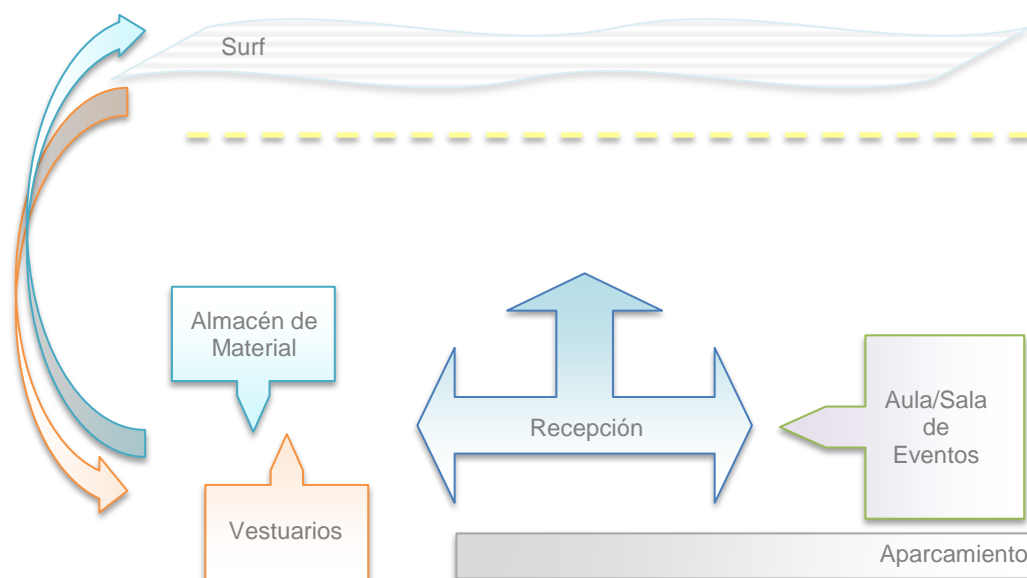 Surf
Almacén de
Material
Recepción
Aula/Sala
de
Eventos
Vestuarios
Aparcamiento